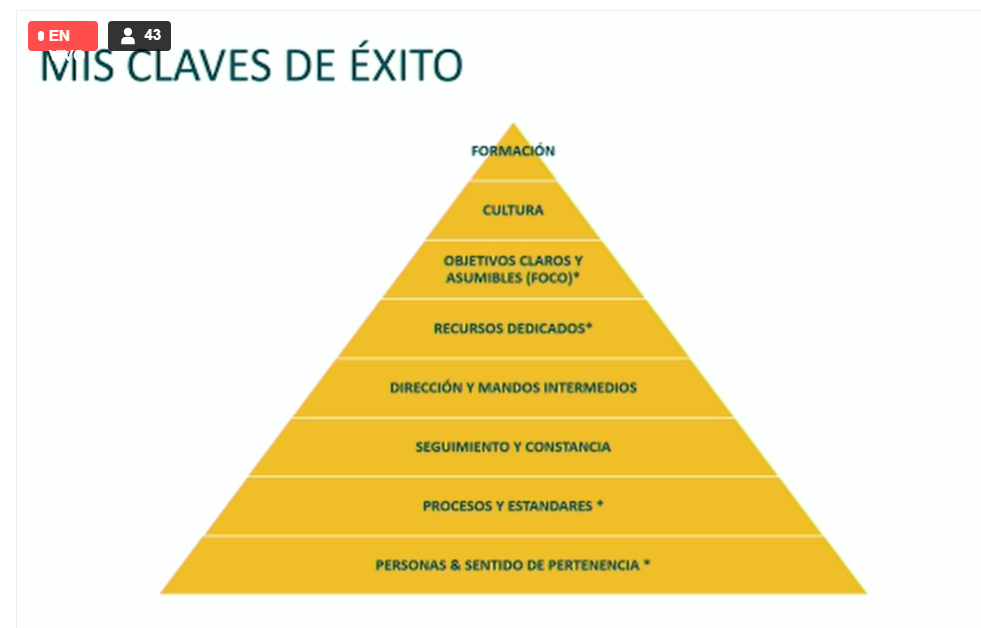 EN VIVO
43
MIS CLAVES DE ÉXITO
FORMACIÓN
CULTURA
OBJETIVOS CLAROS Y
ASUMIBLES (FOCO)*
RECURSOS DEDICADOS*
DIRECCIÓN Y MANDOS INTERMEDIOS
SEGUIMIENTO Y CONSTANCIA
PROCESOS Y ESTANDARES *
PERSONAS & SENTIDO DE PERTENENCIA *